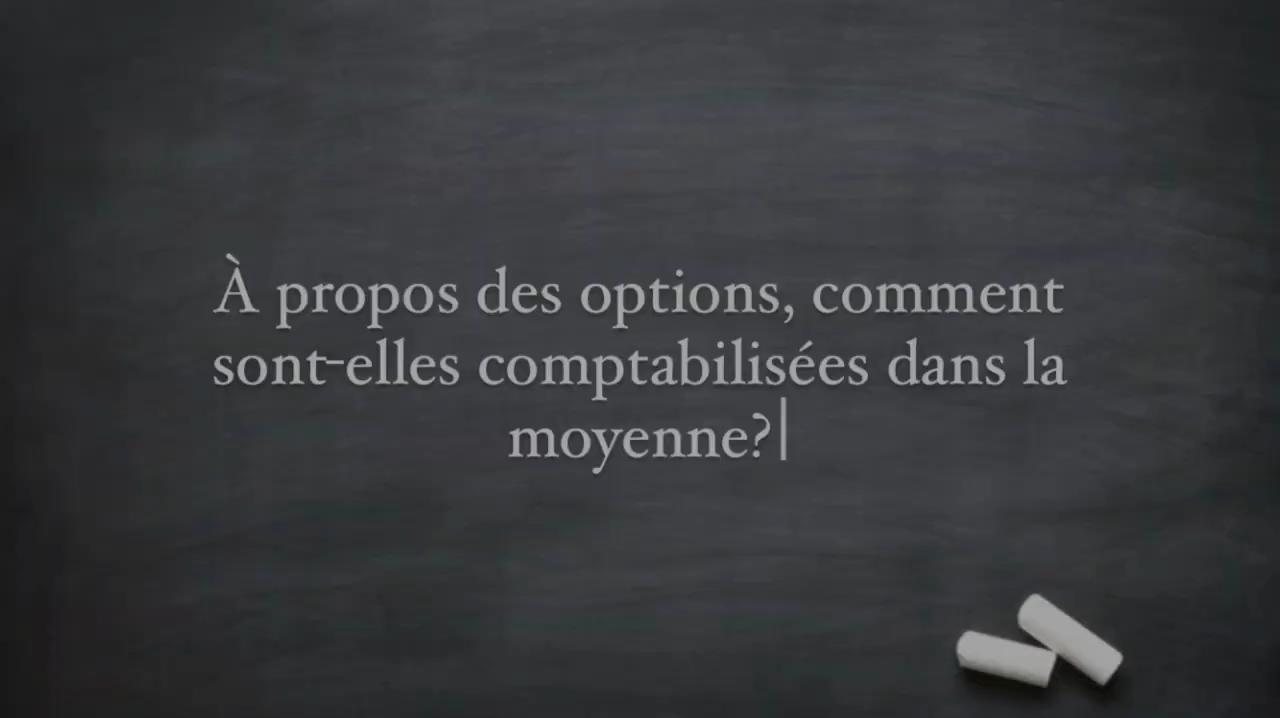 À propos des options, comment
sont-elles comptabilisées dans la
moyenne?